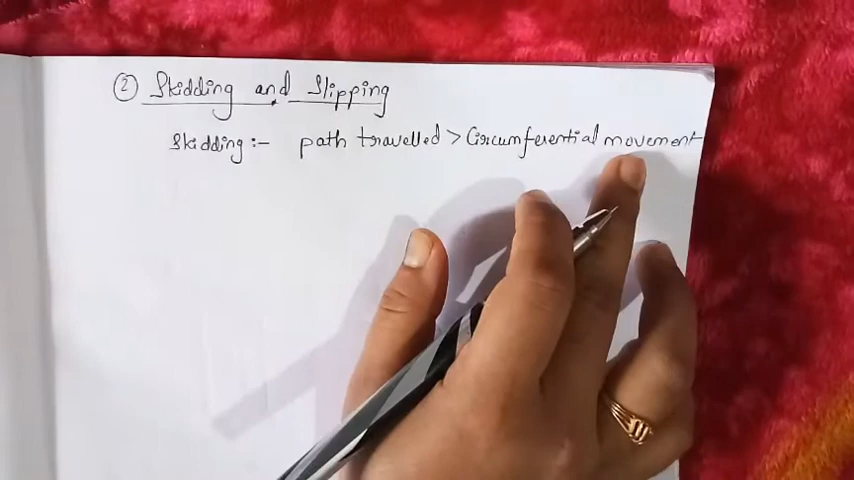 ② Skidding and Slipping
Skidding :- path travelled > Circumferential movement